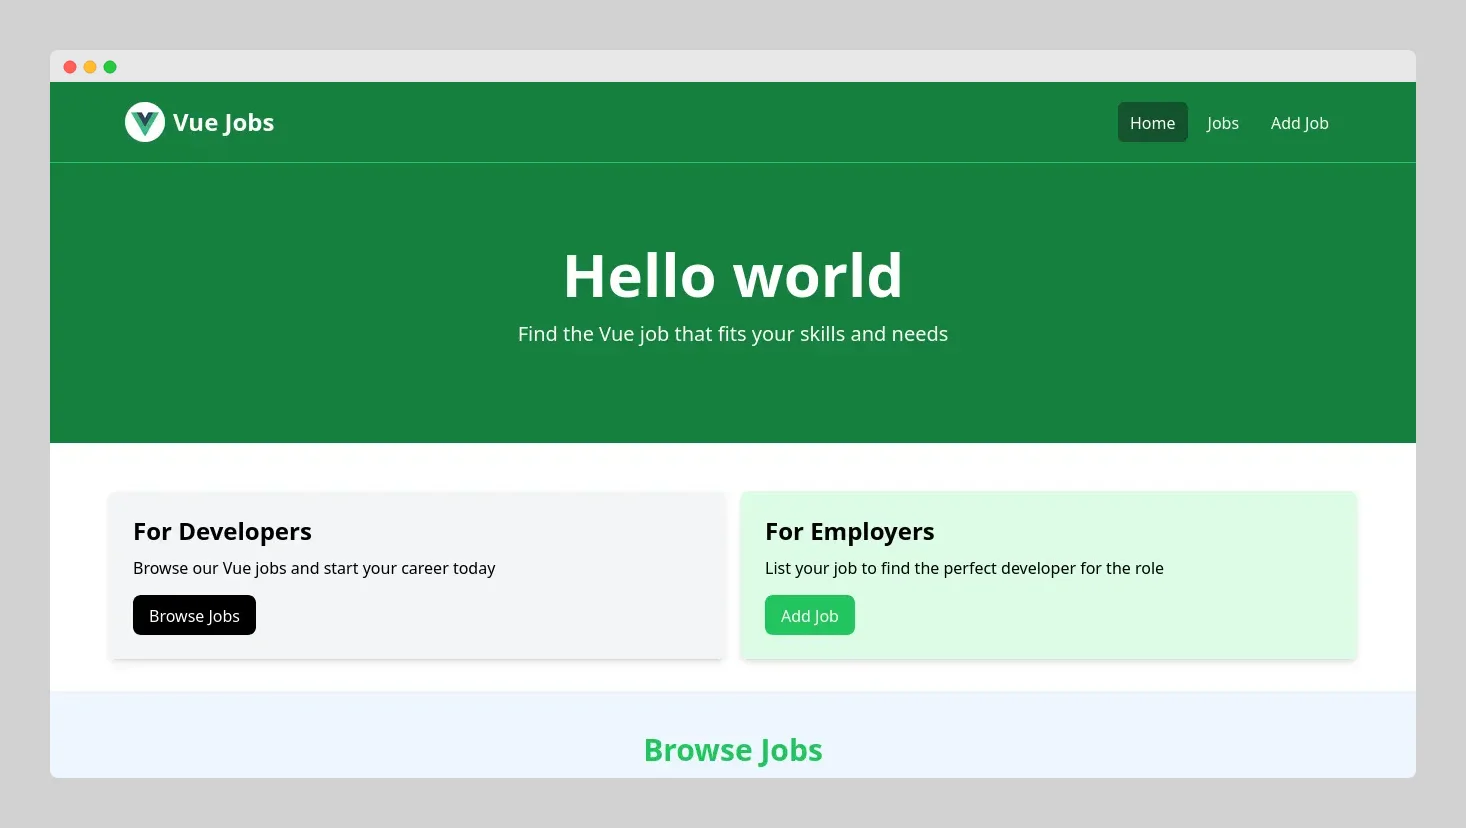 Vue Jobs
Home Jobs Add Job
Hello world
Find the Vue job that fits your skills and needs
For Developers
Browse our Vue jobs and start your career today
Browse Jobs
For Employers
List your job to find the perfect developer for the role
Add Job
Browse Jobs